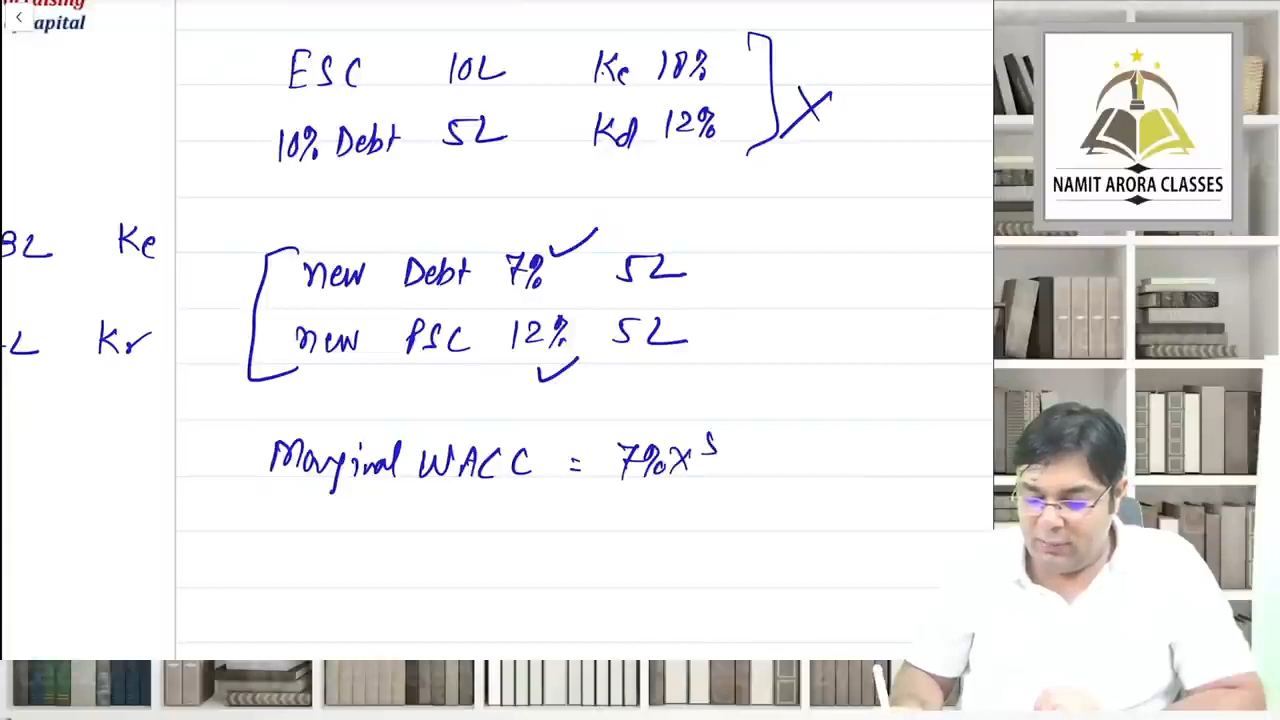 apital
ESC 10L Ke 18%
10% Debt 5L Kd 12%
Ke
new Debt 7% 5L
new PSC 12% 5L
L Kr
Marginal WACC = 7% x 5
NAMIT ARORA CLASSES